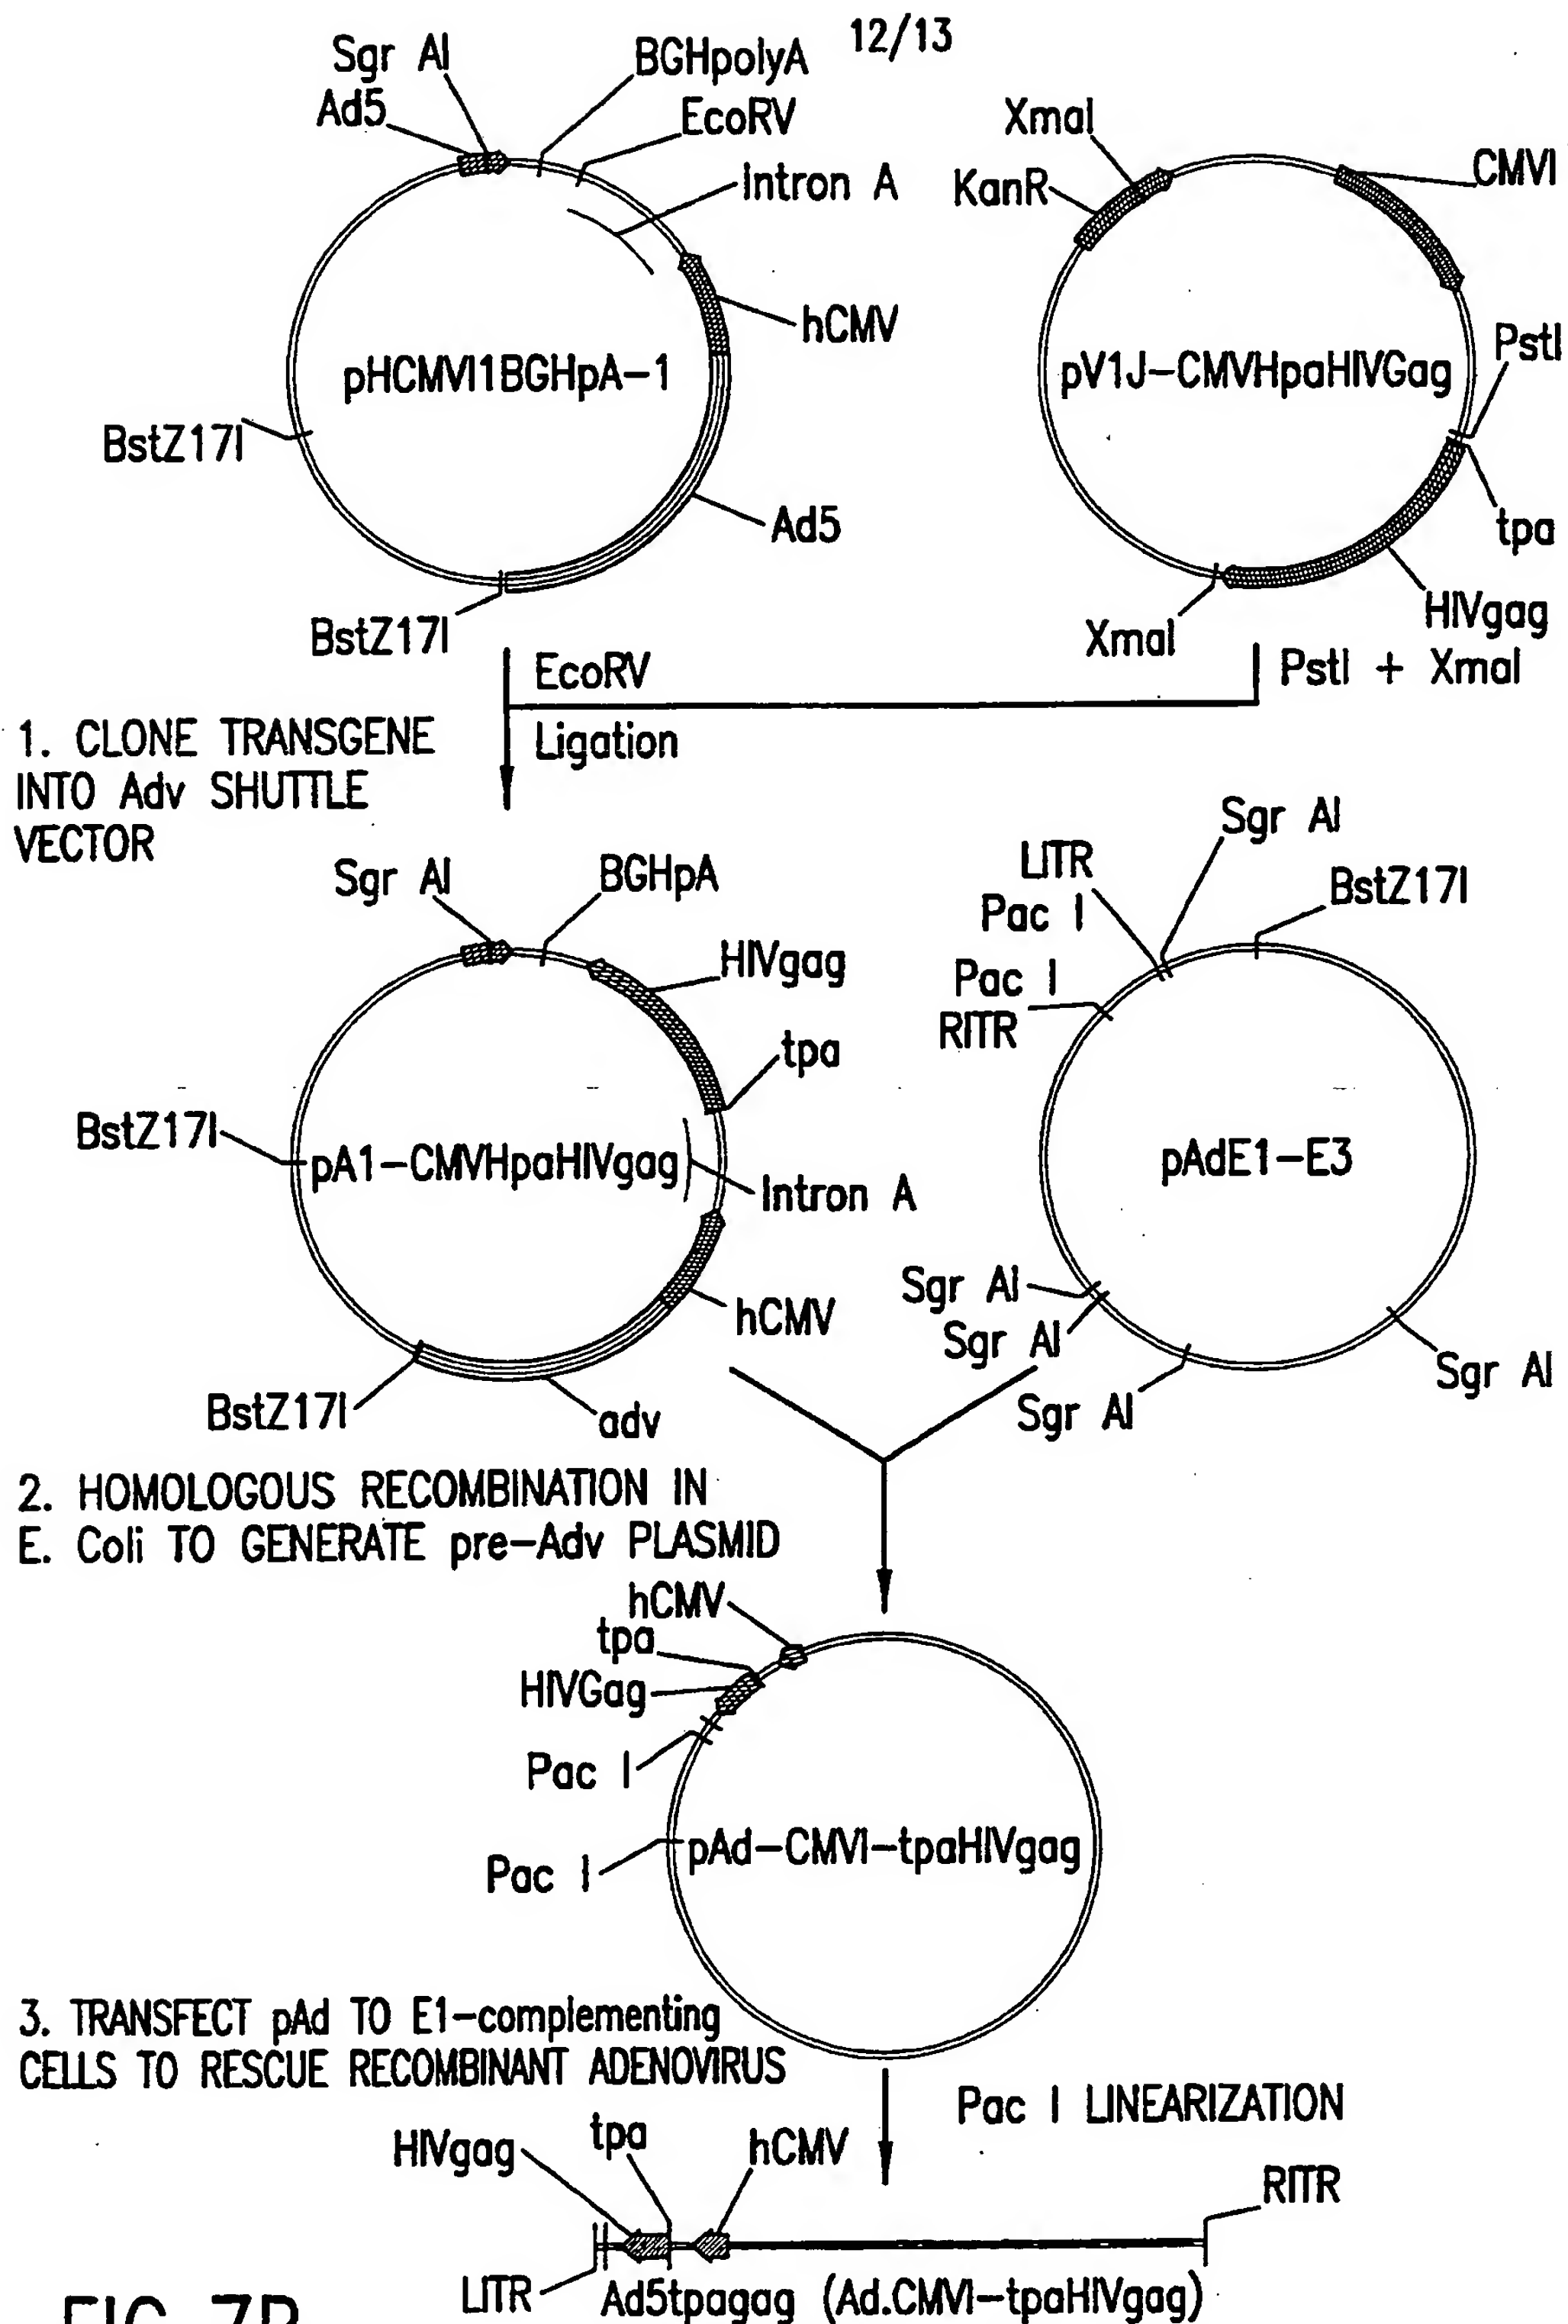 12/13
Sgr AI
Ad5
BGHpolyA
EcoRV
Intron A
hCMV
pHCMVI1BGHpA-1
BstZ17I
Ad5
BstZ17I
XmaI
KanR
CMVI
pV1J-CMVHpaHIVGag
PstI
tpa
HIVgag
XmaI
EcoRV
PstI + XmaI
Ligation
1. CLONE TRANSGENE
INTO Adv SHUTTLE
VECTOR
Sgr AI
BGHpA
HIVgag
tpa
BstZ17I
pA1-CMVHpaHIVgag
Intron A
hCMV
BstZ17I
adv
Sgr AI
LITR
Pac I
BstZ17I
Pac I
RITR
pAdE1-E3
Sgr AI
Sgr AI
Sgr AI
Sgr AI
2. HOMOLOGOUS RECOMBINATION IN
E. Coli TO GENERATE pre-Adv PLASMID
hCMV
tpa
HIVGag
Pac I
Pac I
pAd-CMVI-tpaHIVgag
3. TRANSFECT pAd TO E1-complementing
CELLS TO RESCUE RECOMBINANT ADENOVIRUS
Pac I LINEARIZATION
HIVgag
tpa
hCMV
RITR
LITR
Ad5tpagag (Ad.CMVI-tpaHIVgag)
FIG. 7B